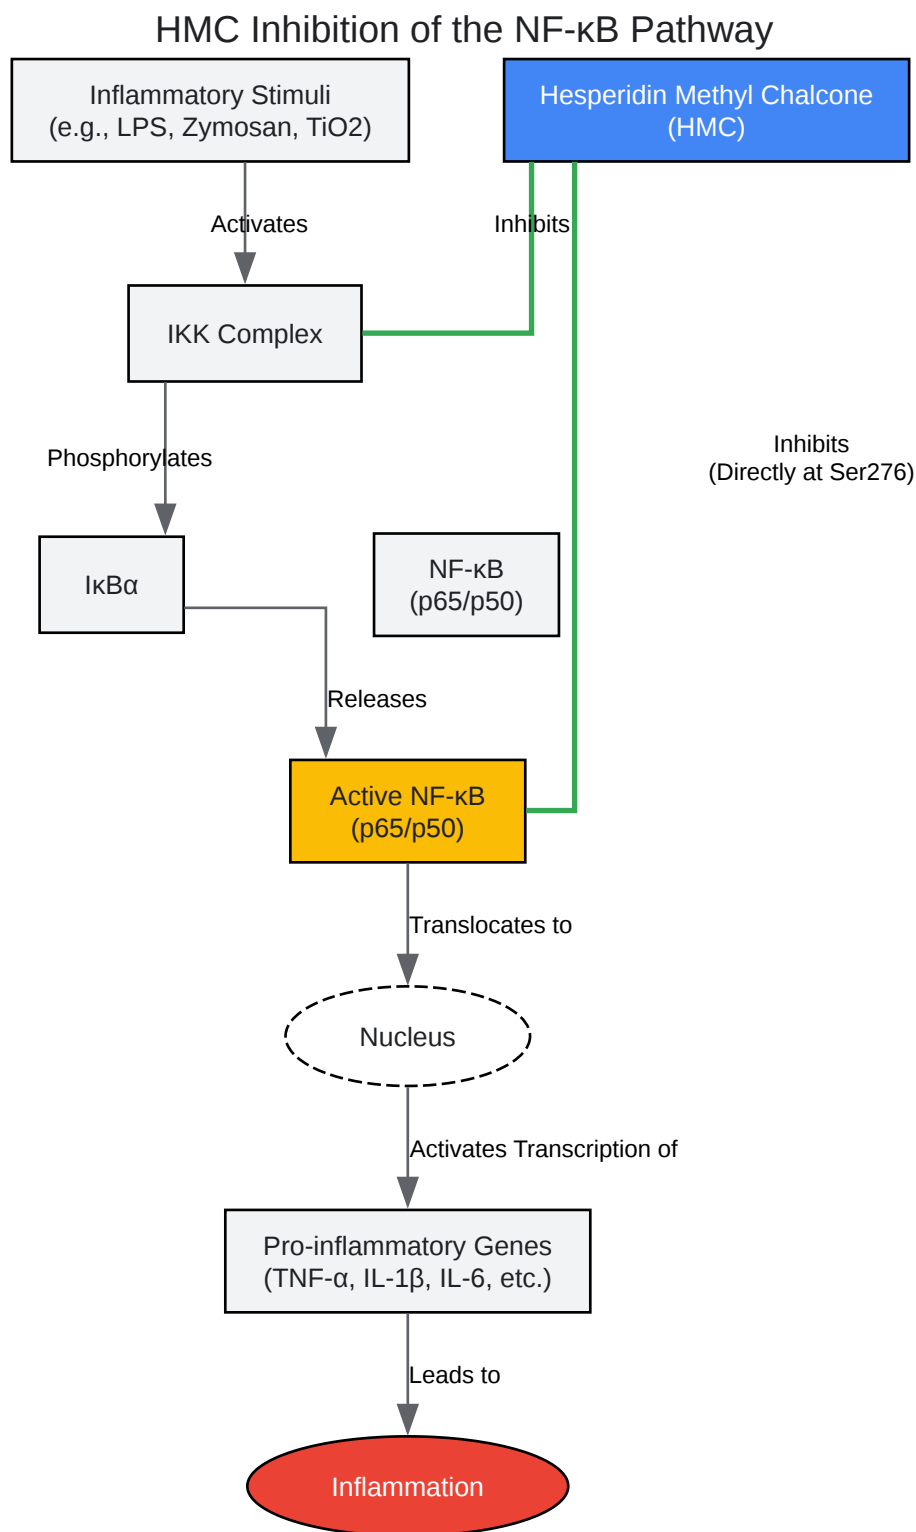 HMC Inhibition of the NF-κB Pathway
Inflammatory Stimuli
(e.g., LPS, Zymosan, TiO2)
Hesperidin Methyl Chalcone
(HMC)
Activates
Inhibits
IKK Complex
Phosphorylates
Inhibits
(Directly at Ser276)
IκBα
NF-κB
(p65/p50)
Releases
Active NF-κB
(p65/p50)
Translocates to
Nucleus
Activates Transcription of
Pro-inflammatory Genes
(TNF-α, IL-1β, IL-6, etc.)
Leads to
Inflammation